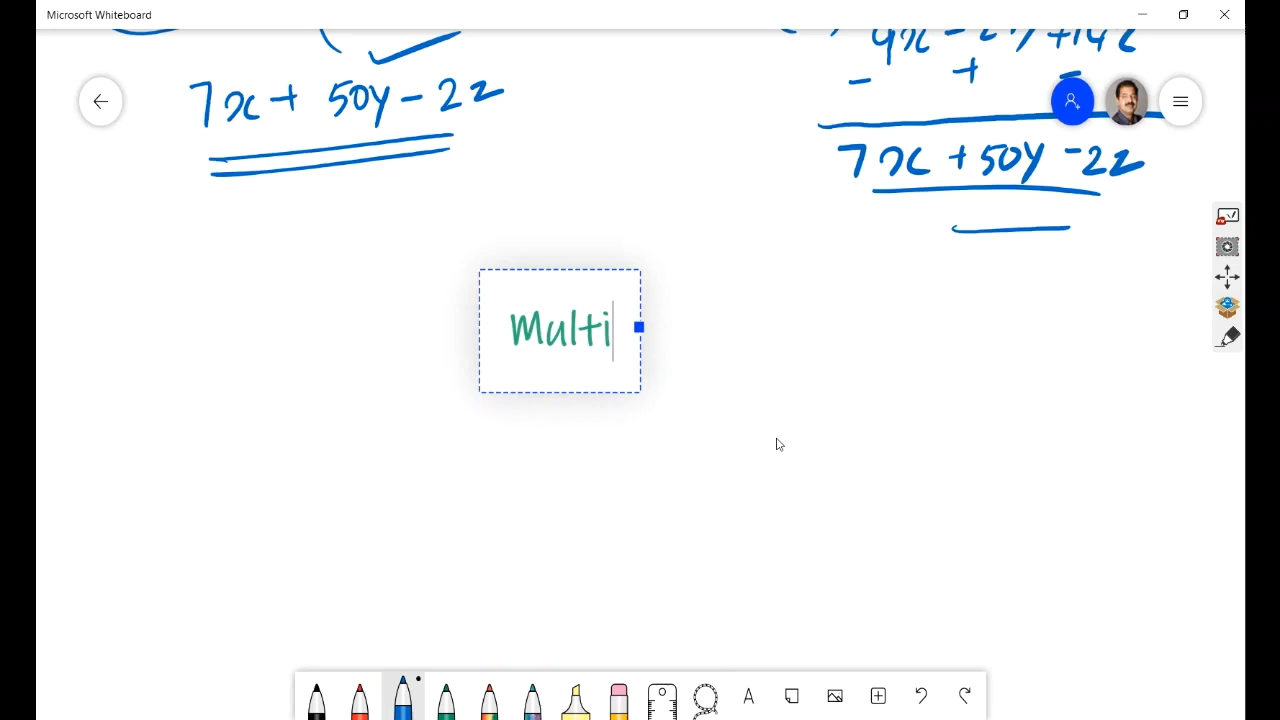 Microsoft Whiteboard
7x + 50y - 2z
- + -
7x + 50y - 2z
Multi
A